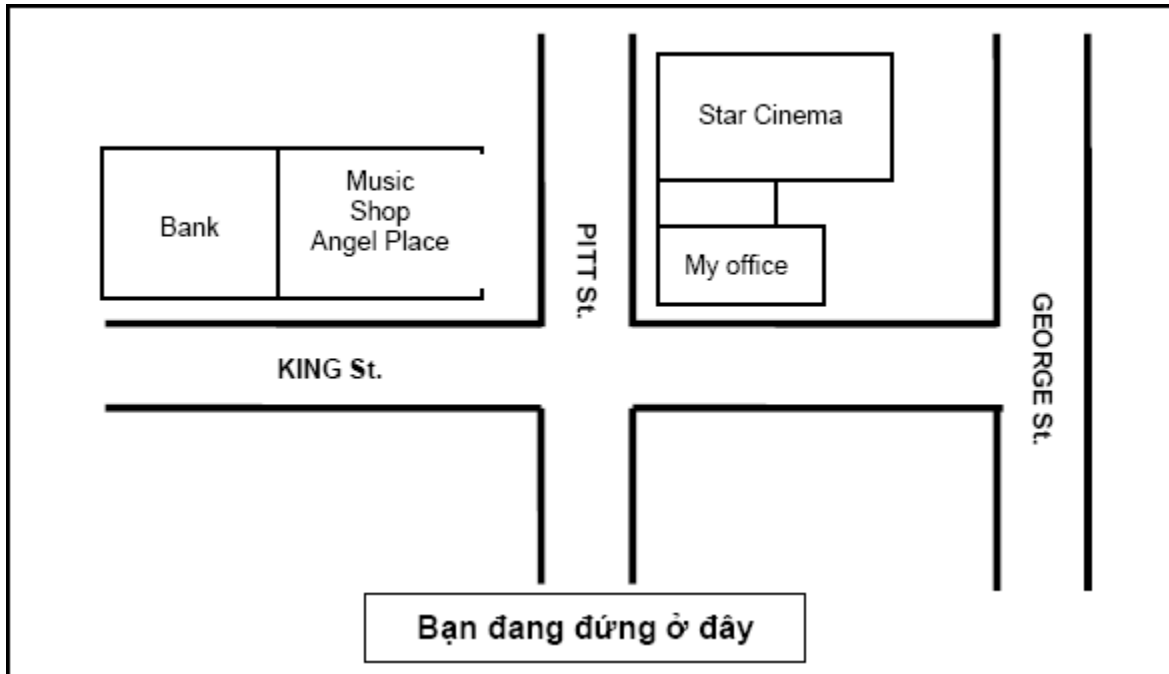 Star Cinema
Bank
Music
Shop
Angel Place
PITT St.
My office
KING St.
GEORGE St.
Bạn đang đứng ở đây